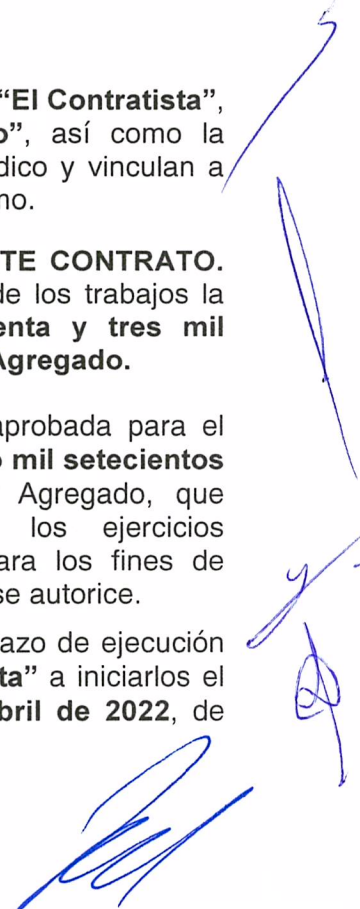 “El Contratista”,
o”, así como la
dico y vinculan a
no.
TE CONTRATO.
de los trabajos la
enta y tres mil
Agregado.
aprobada para el
o mil setecientos
Agregado, que
los ejercicios
ara los fines de
se autorice.
azo de ejecución
ta” a iniciarlos el
bril de 2022, de